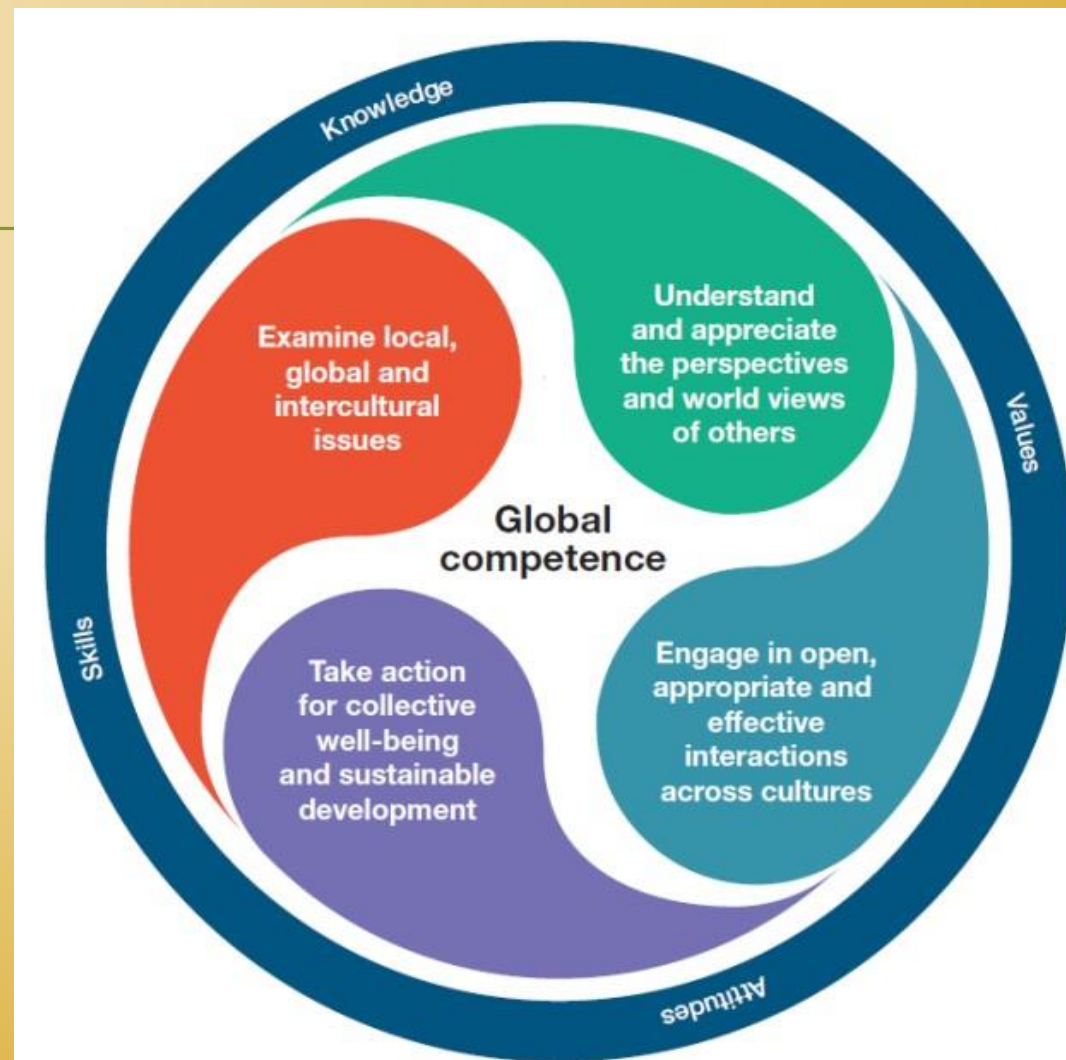 Knowledge
Examine local,
global and
intercultural
issues
Understand
and appreciate
the perspectives
and world views
of others
Values
Global
competence
Skills
Take action
for collective
well-being
and sustainable
development
Engage in open,
appropriate and
effective
interactions
across cultures
Attitudes